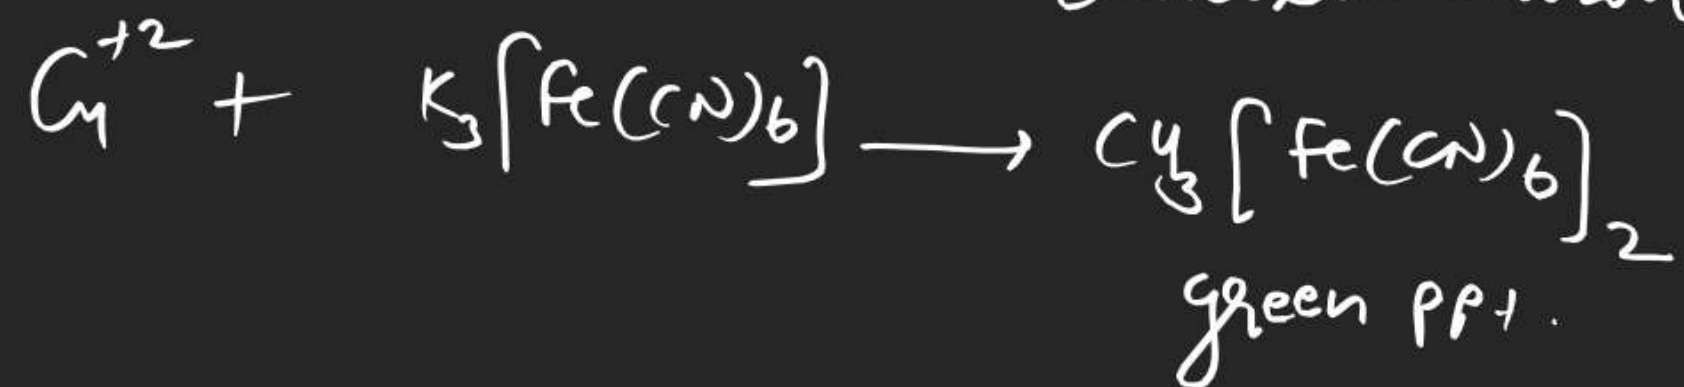 Cu⁺² + K₃[Fe(CN)₆] → Cu₃[Fe(CN)₆]₂
green ppt.